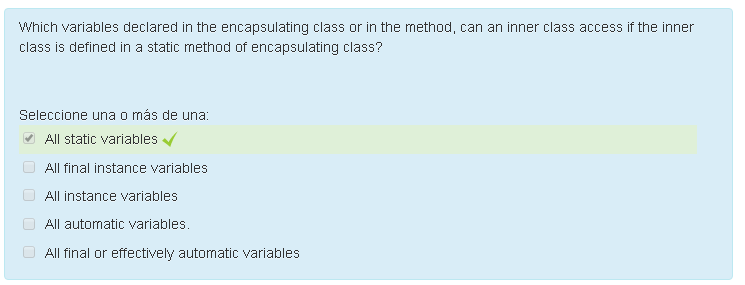 Which variables declared in the encapsulating class or in the method, can an inner class access if the inner
class is defined in a static method of encapsulating class?
Seleccione una o más de una:
All static variables
All final instance variables
All instance variables
All automatic variables.
All final or effectively automatic variables